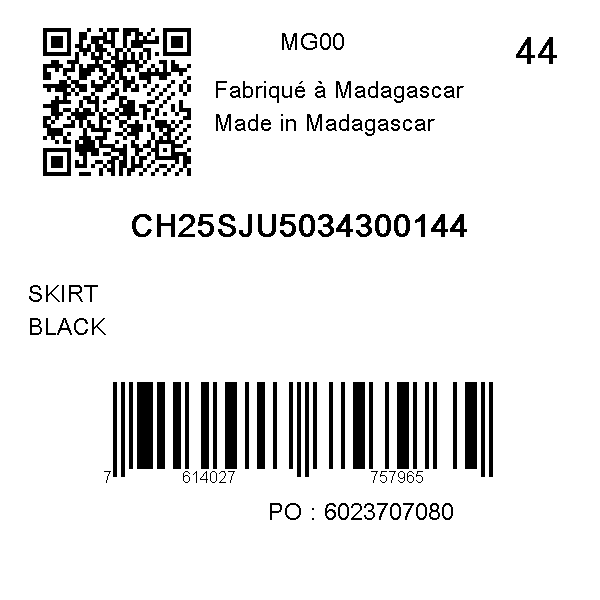 MG00
44
Fabriqué à Madagascar
Made in Madagascar
CH25SJU5034300144
SKIRT
BLACK
7 614027 757965
PO : 6023707080